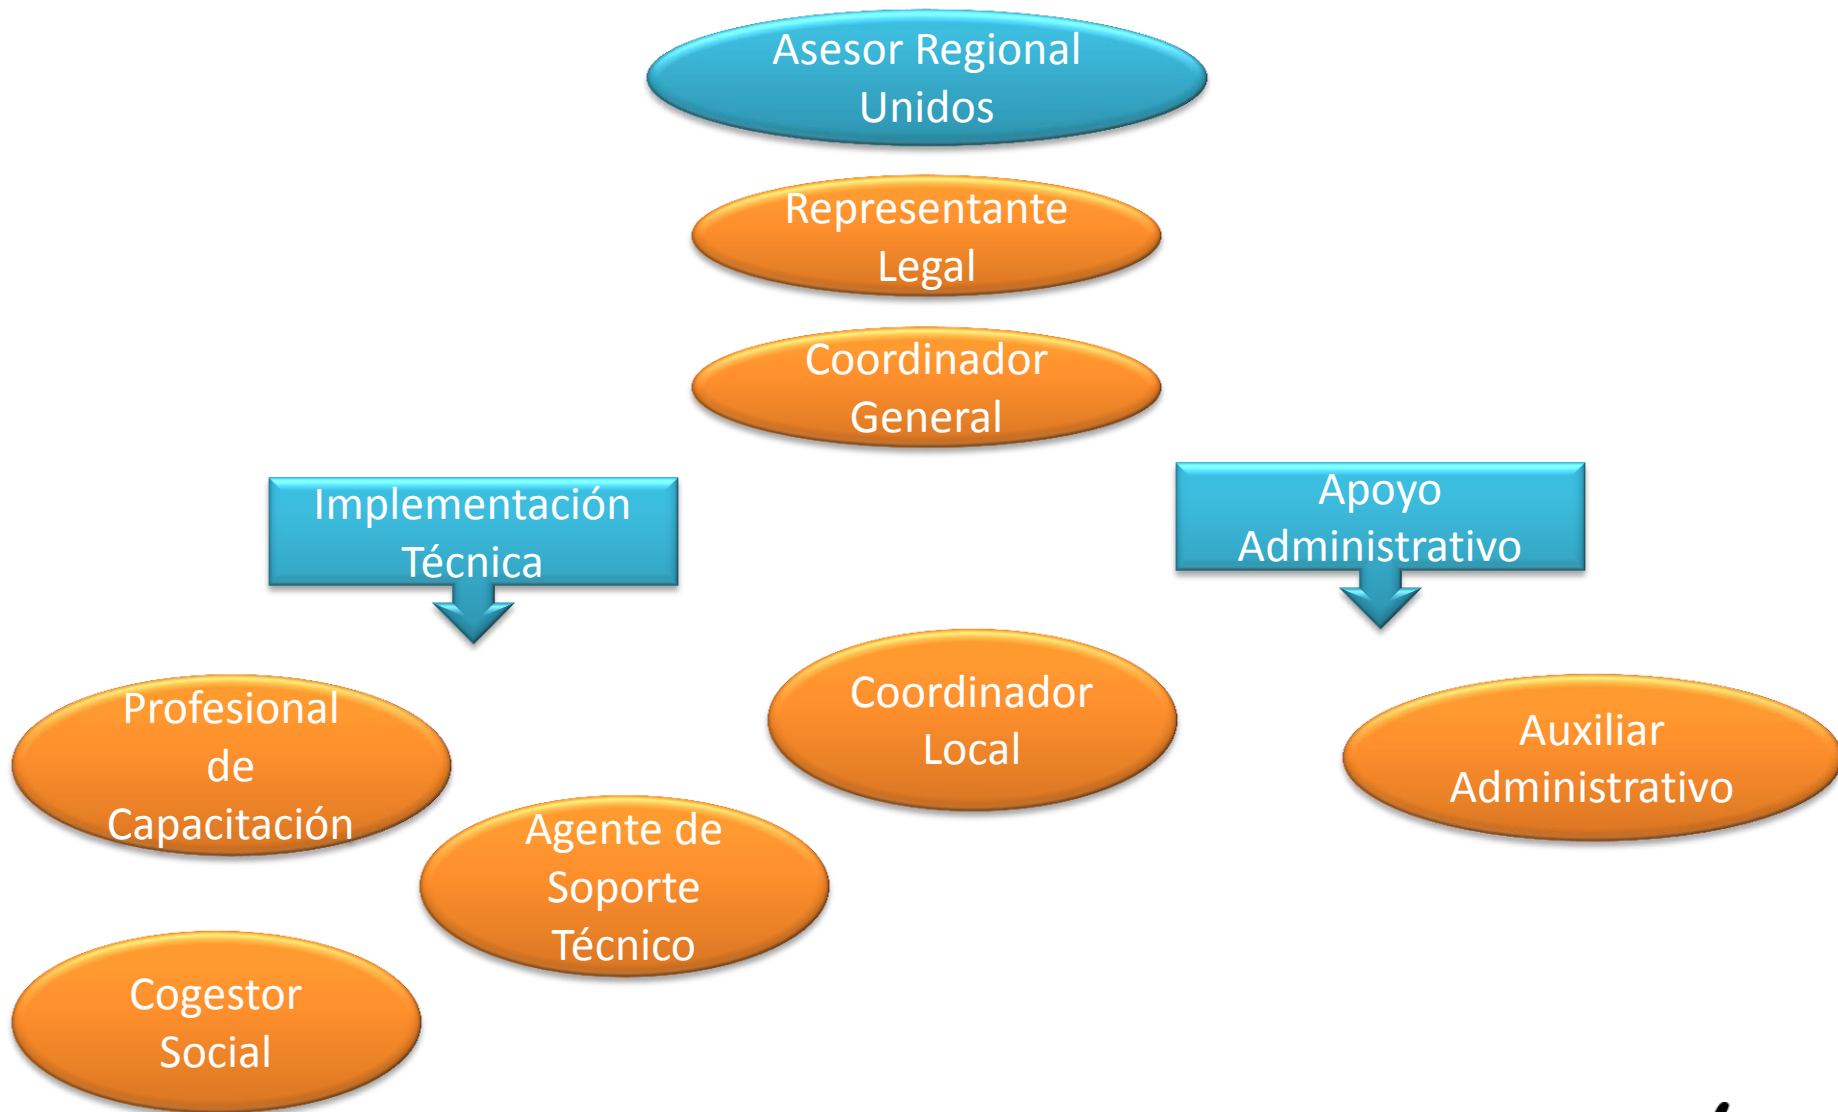 Asesor Regional
Unidos
Representante
Legal
Coordinador
General
Implementación
Técnica
Apoyo
Administrativo
Profesional
de
Capacitación
Agente de
Soporte
Técnico
Coordinador
Local
Auxiliar
Administrativo
Cogestor
Social